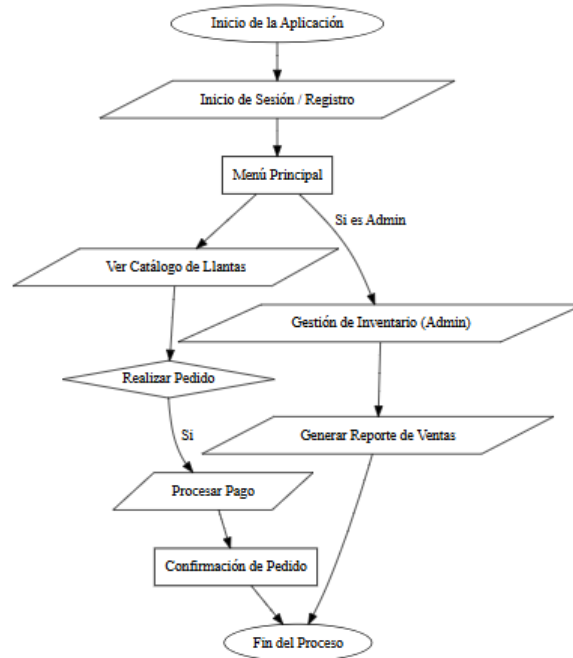 Inicio de la Aplicación
Inicio de Sesión / Registro
Menú Principal
Si es Admin
Ver Catálogo de Llantas
Gestión de Inventario (Admin)
Realizar Pedido
Si
Generar Reporte de Ventas
Procesar Pago
Confirmación de Pedido
Fin del Proceso